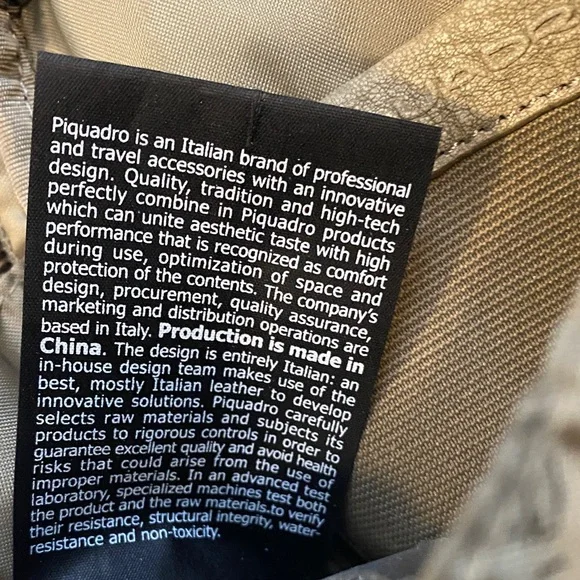 Piquadro is an Italian brand of professional
and travel accessories with an innovative
design. Quality, tradition and high-tech
perfectly combine in Piquadro products
which can unite aesthetic taste with high
performance that is recognized as comfort
during use, optimization of space and
protection of the contents. The company's
design, procurement, quality assurance,
marketing and distribution operations are
based in Italy. Production is made in
China. The design is entirely Italian: an
in-house design team makes use of the
best, mostly Italian leather to develop
innovative solutions. Piquadro carefully
selects raw materials and subjects its
products to rigorous controls in order to
guarantee excellent quality and avoid health
risks that could arise from the use of
improper materials. In an advanced test
laboratory, specialized machines test both
the product and the raw materials.to verify
their resistance, structural integrity, water-
resistance and non-toxicity.